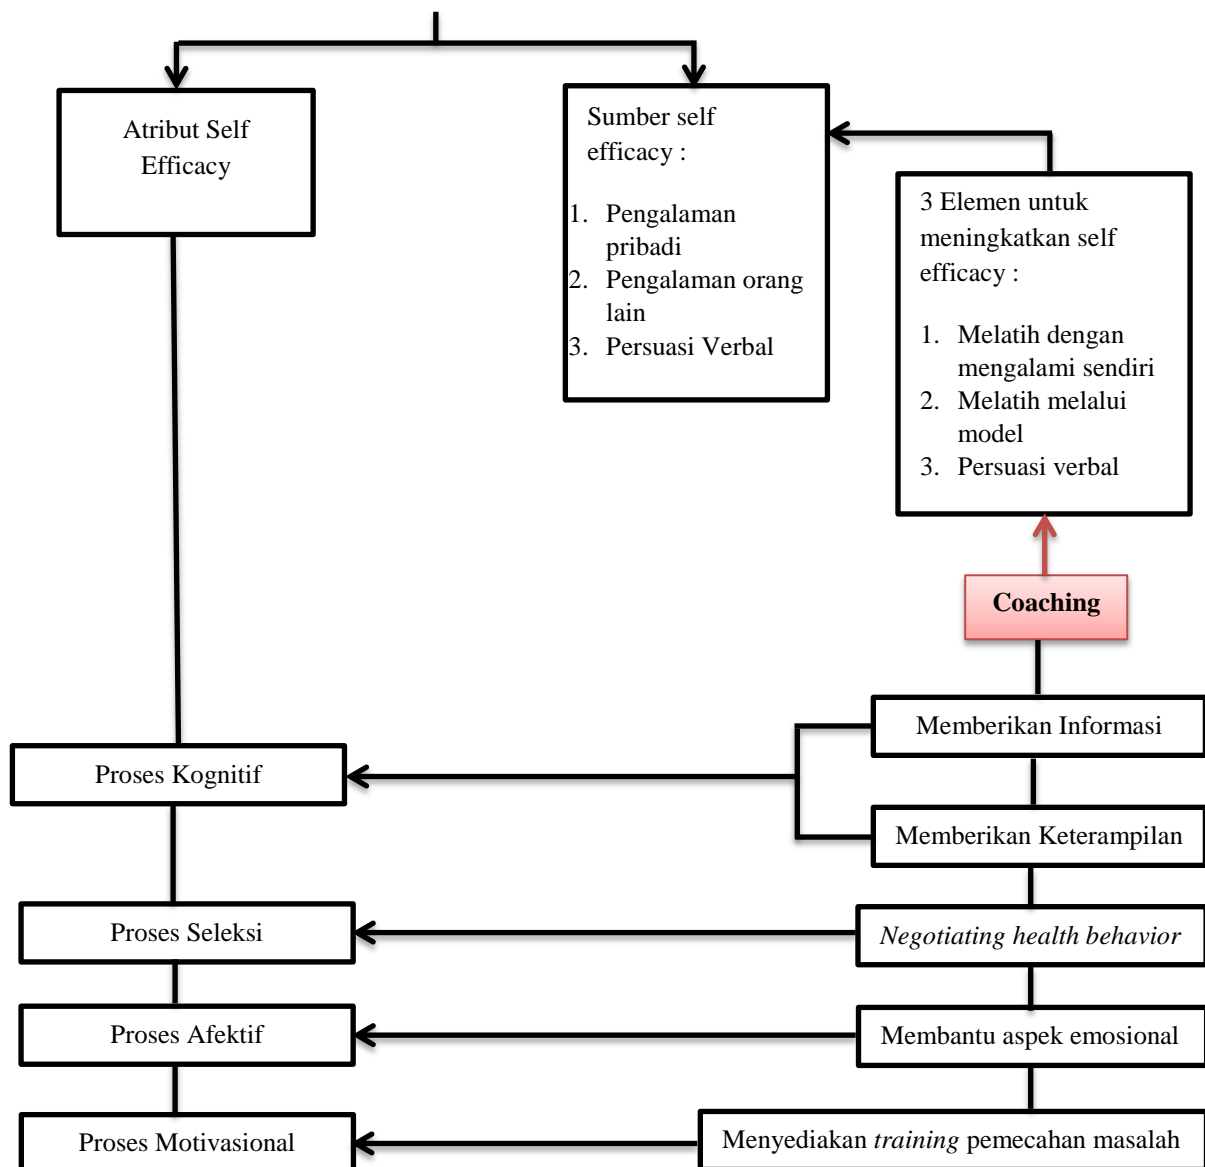 Atribut Self
Efficacy
Sumber self
efficacy :
1. Pengalaman
pribadi
2. Pengalaman orang
lain
3. Persuasi Verbal
3 Elemen untuk
meningkatkan self
efficacy :
1. Melatih dengan
mengalami sendiri
2. Melatih melalui
model
3. Persuasi verbal
Coaching
Memberikan Informasi
Proses Kognitif
Memberikan Keterampilan
Proses Seleksi
Negotiating health behavior
Proses Afektif
Membantu aspek emosional
Proses Motivasional
Menyediakan training pemecahan masalah